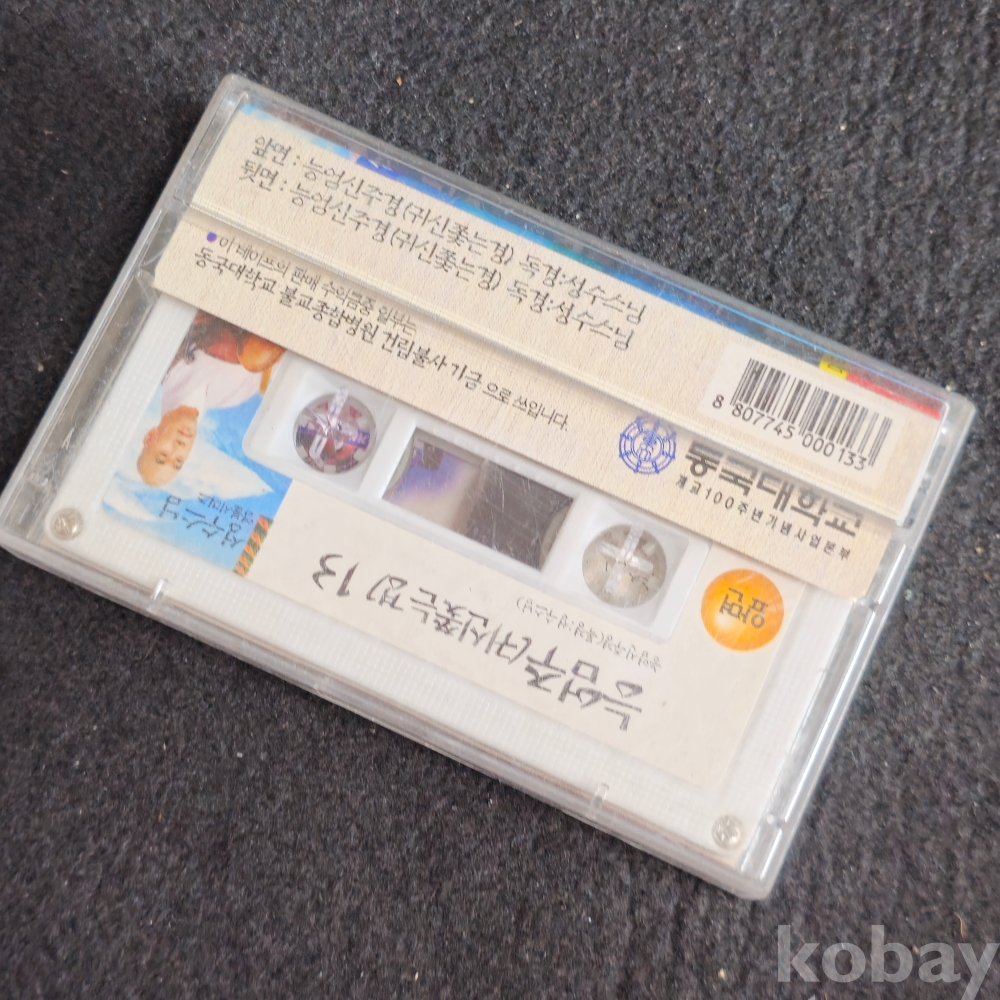 앞면 : 능엄신주경(귀신쫓는경) 독경:성수스님
뒷면 : 능엄신주경(귀신쫓는경) 독경:성수스님
● 이 테이프의 판매 수익금중 일부는
동국대학교 불교종합병원 건립불사 기금으로 쓰입니다.
8 807745 000133
동국대학교
개교100주년기념사업본부
성수스님
앞면
능엄주(귀신쫓는경) 13
kobay